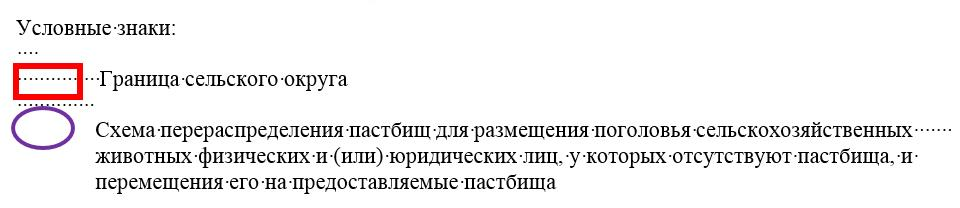 Условные знаки:
Граница сельского округа
Схема перераспределения пастбищ для размещения поголовья сельскохозяйственных
животных физических и (или) юридических лиц, у которых отсутствуют пастбища, и
перемещения его на предоставляемые пастбища